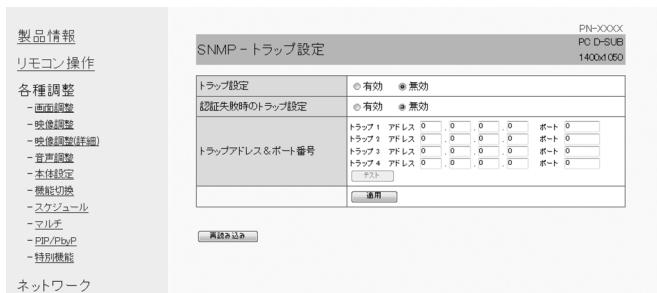 製品情報
リモコン操作
各種調整
－画面調整
－映像調整
－映像調整(詳細)
－音声調整
－本体設定
－機能切換
－スケジュール
－マルチ
－PIP/PbyP
－特別機能
ネットワーク
SNMP－トラップ設定
PN-XXXX
PC D-SUB
1400x1050
トラップ設定 有効 無効
認証失敗時のトラップ設定 有効 無効
トラップアドレス＆ポート番号
トラップ1 アドレス 0 . 0 . 0 . 0 ポート 0
トラップ2 アドレス 0 . 0 . 0 . 0 ポート 0
トラップ3 アドレス 0 . 0 . 0 . 0 ポート 0
トラップ4 アドレス 0 . 0 . 0 . 0 ポート 0
テスト
適用
再読み込み